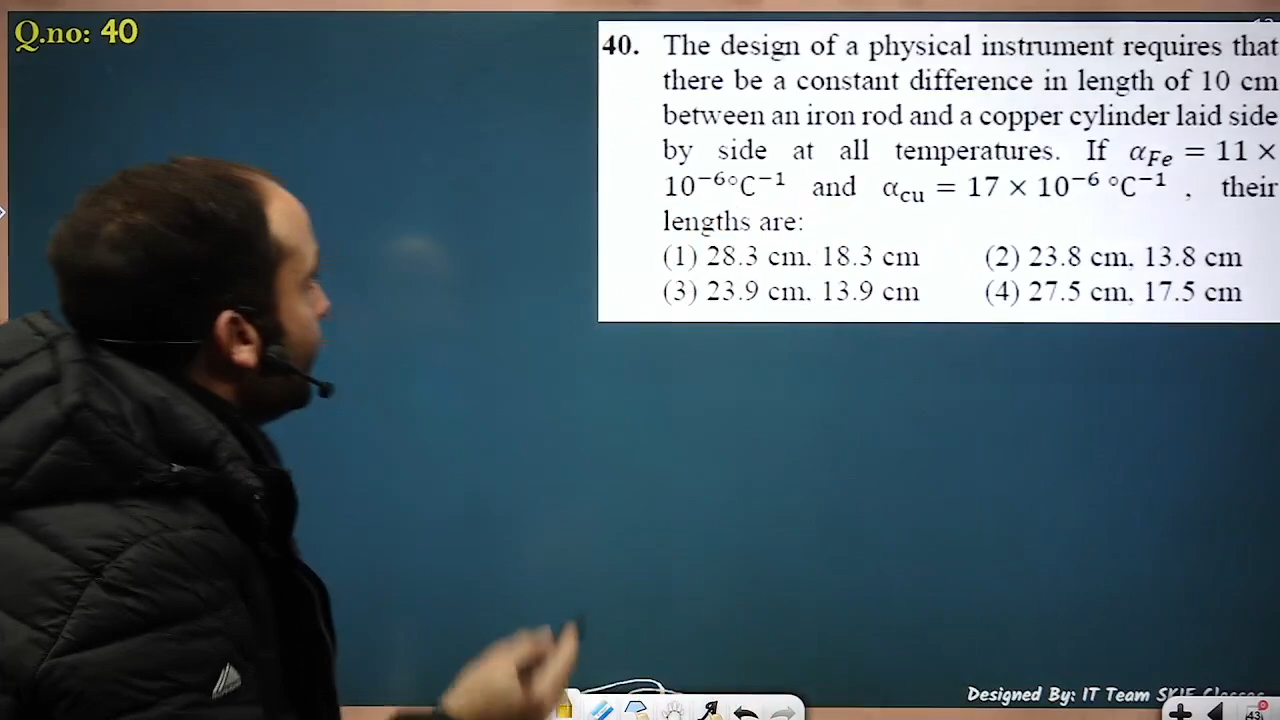 Q.no: 40
40. The design of a physical instrument requires that
there be a constant difference in length of 10 cm
between an iron rod and a copper cylinder laid side
by side at all temperatures. If αFe = 11 ×
10⁻⁶°C⁻¹ and αcu = 17 × 10⁻⁶ °C⁻¹ , their
lengths are:
(1) 28.3 cm. 18.3 cm (2) 23.8 cm, 13.8 cm
(3) 23.9 cm. 13.9 cm (4) 27.5 cm, 17.5 cm
Designed By: IT Team
43